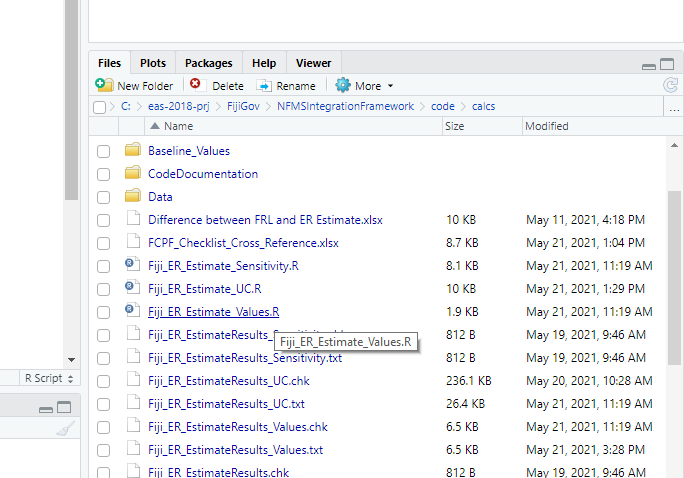 Files Plots Packages Help Viewer
New Folder Delete Rename More
C: eas-2018-prj FijiGov NFMSIntegrationFramework code calcs ...
Name Size Modified
Baseline_Values
CodeDocumentation
Data
Difference between FRL and ER Estimate.xlsx 10 KB May 11, 2021, 4:18 PM
FCPF_Checklist_Cross_Reference.xlsx 8.7 KB May 21, 2021, 1:04 PM
Fiji_ER_Estimate_Sensitivity.R 8.1 KB May 21, 2021, 11:19 AM
Fiji_ER_Estimate_UC.R 10 KB May 21, 2021, 1:29 PM
Fiji_ER_Estimate_Values.R 1.9 KB May 21, 2021, 11:19 AM
812 B May 19, 2021, 9:46 AM
Fiji_ER_Estimate_Values.R
Fiji_ER_EstimateResults_Sensitivity.txt 812 B May 19, 2021, 9:46 AM
R Script
Fiji_ER_EstimateResults_UC.chk 236.1 KB May 20, 2021, 10:28 AM
Fiji_ER_EstimateResults_UC.txt 26.4 KB May 21, 2021, 11:19 AM
Fiji_ER_EstimateResults_Values.chk 6.5 KB May 21, 2021, 11:19 AM
Fiji_ER_EstimateResults_Values.txt 6.5 KB May 21, 2021, 3:28 PM
Fiji_ER_EstimateResults.chk 812 B May 19, 2021, 9:46 AM